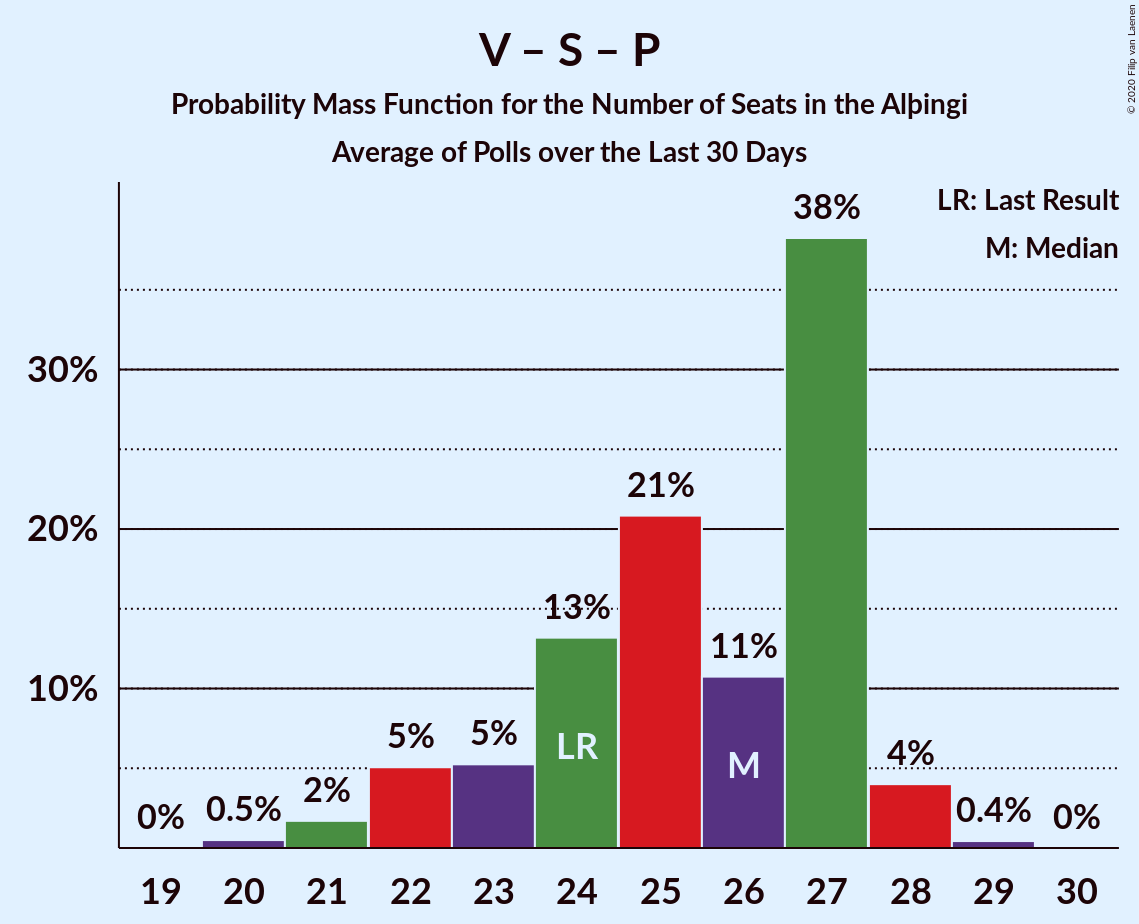 V – S – P
Probability Mass Function for the Number of Seats in the Alþingi
Average of Polls over the Last 30 Days
© 2020 Filip van Laenen
LR: Last Result
M: Median
38%
30%
21%
20%
13%
11%
10%
LR
M
5%
5%
4%
2%
0%
0.5%
0.4%
0%
19 20 21 22 23 24 25 26 27 28 29 30